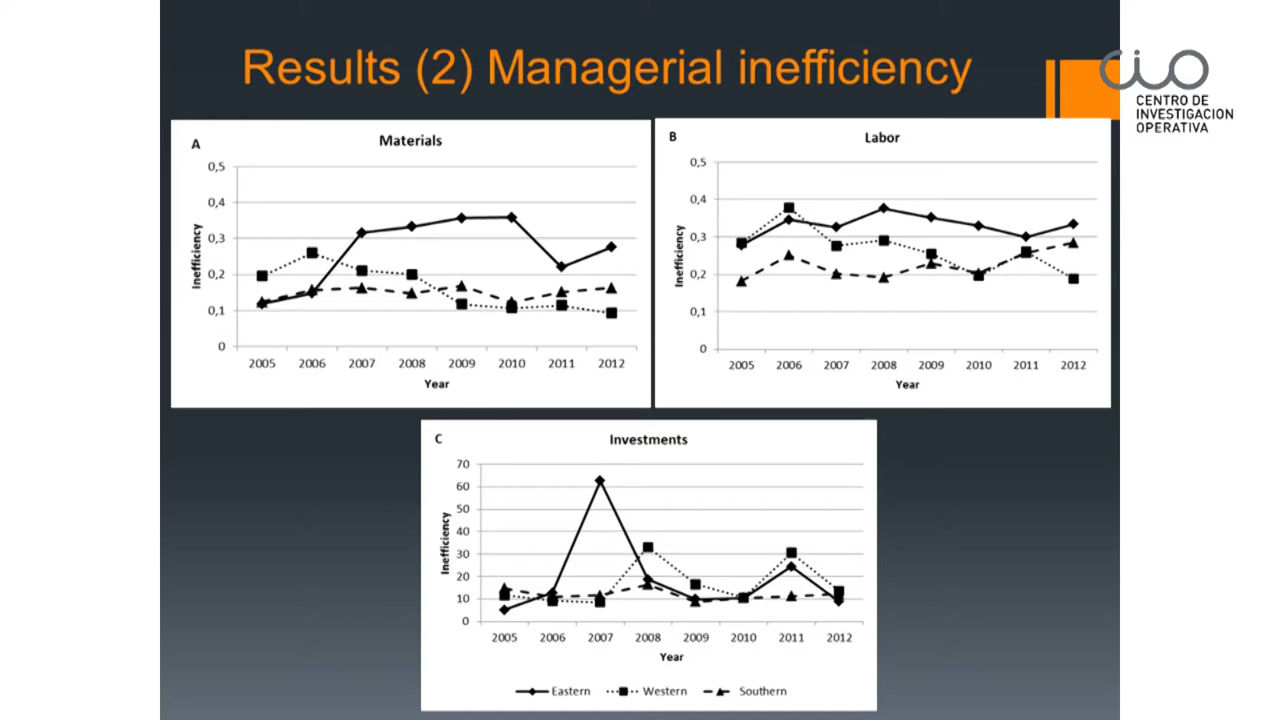 Results (2) Managerial inefficiency
CIO
CENTRO DE
INVESTIGACION
OPERATIVA
A
Materials
Inefficiency
0,5
0,4
0,3
0,2
0,1
0
2005 2006 2007 2008 2009 2010 2011 2012
Year
B
Labor
Inefficiency
0,5
0,4
0,3
0,2
0,1
0
2005 2006 2007 2008 2009 2010 2011 2012
Year
C
Investments
Inefficiency
70
60
50
40
30
20
10
0
2005 2006 2007 2008 2009 2010 2011 2012
Year
Eastern Western Southern